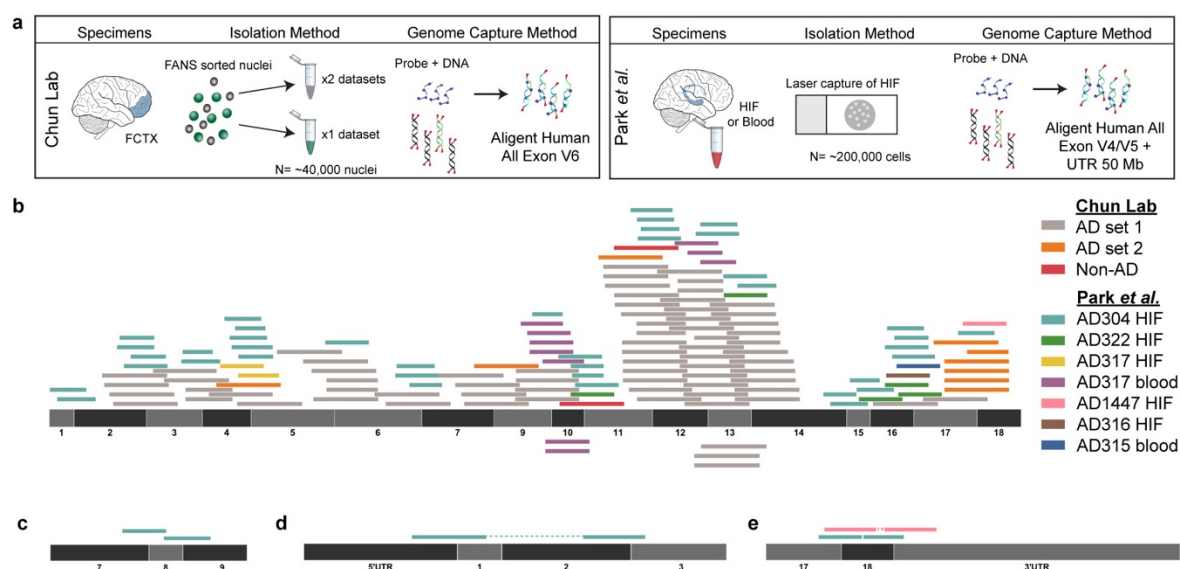 a
Chun Lab
Specimens
Isolation Method
Genome Capture Method
FCTX
FANS sorted nuclei
x2 datasets
x1 dataset
N= ~40,000 nuclei
Probe + DNA
Aligent Human
All Exon V6
Park et al.
Specimens
Isolation Method
Genome Capture Method
HIF
or Blood
Laser capture of HIF
N= ~200,000 cells
Probe + DNA
Aligent Human All
Exon V4/V5 +
UTR 50 Mb
b
1 2 3 4 5 6 7 9 10 11 12 13 14 15 16 17 18
Chun Lab
AD set 1
AD set 2
Non-AD
Park et al.
AD304 HIF
AD322 HIF
AD317 HIF
AD317 blood
AD1447 HIF
AD316 HIF
AD315 blood
c
7 8 9
d
5'UTR 1 2 3
e
17 18 3'UTR